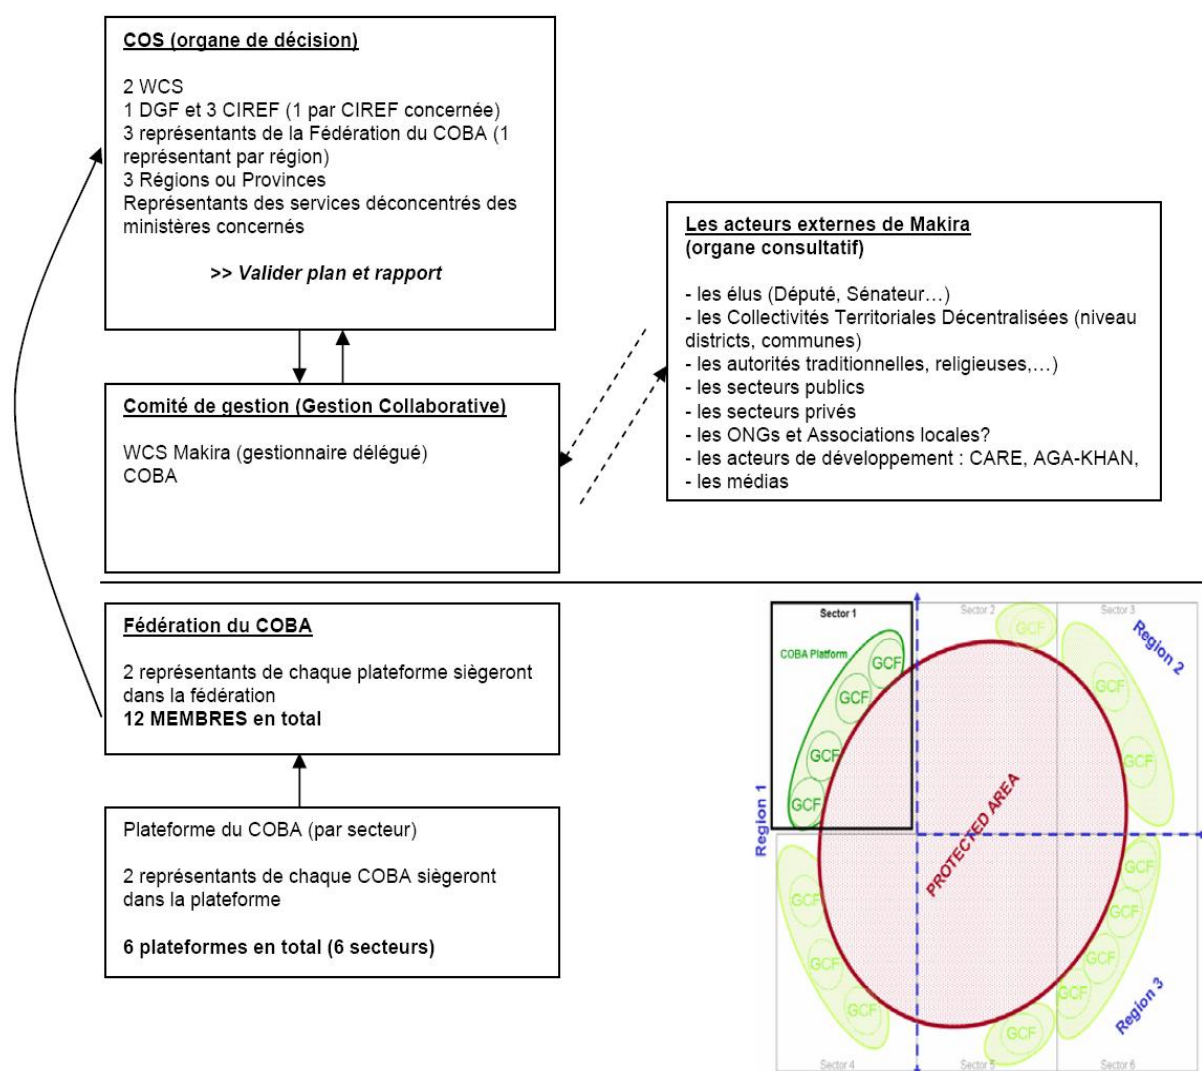 COS (organe de décision)
2 WCS
1 DGF et 3 CIREF (1 par CIREF concernée)
3 représentants de la Fédération du COBA (1
représentant par région)
3 Régions ou Provinces
Représentants des services déconcentrés des
ministères concernés
>> Valider plan et rapport
Les acteurs externes de Makira
(organe consultatif)
- les élus (Député, Sénateur…)
- les Collectivités Territoriales Décentralisées (niveau
districts, communes)
- les autorités traditionnelles, religieuses,…)
- les secteurs publics
- les secteurs privés
- les ONGs et Associations locales?
- les acteurs de développement : CARE, AGA-KHAN,
- les médias
Comité de gestion (Gestion Collaborative)
WCS Makira (gestionnaire délégué)
COBA
Fédération du COBA
2 représentants de chaque plateforme siègeront
dans la fédération
12 MEMBRES en total
Plateforme du COBA (par secteur)
2 représentants de chaque COBA siègeront
dans la plateforme
6 plateformes en total (6 secteurs)
Sector 1
Sector 2
Sector 3
COBA Platform
GCF
GCF
GCF
GCF
GCF
GCF
GCF
Region 1
Region 2
PROTECTED AREA
GCF
GCF
GCF
GCF
GCF
GCF
GCF
GCF
Region 3
Sector 4
Sector 5
Sector 6